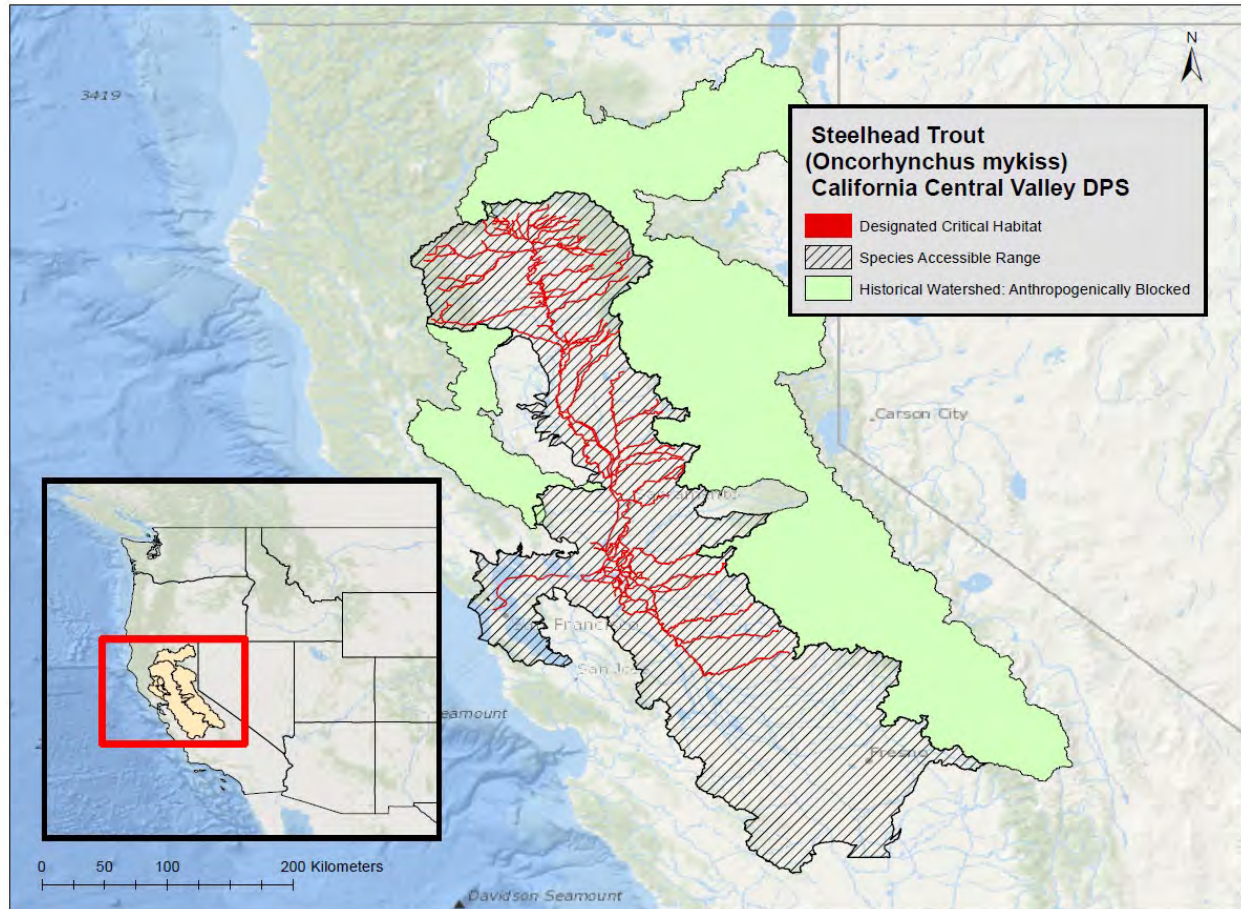 3419
N
Steelhead Trout
(Oncorhynchus mykiss)
California Central Valley DPS
Designated Critical Habitat
Species Accessible Range
Historical Watershed: Anthropogenically Blocked
Carson City
Sacramento
San Francisco
San Jose
Seamount
Fresno
0 50 100 200 Kilometers
Davidson Seamount